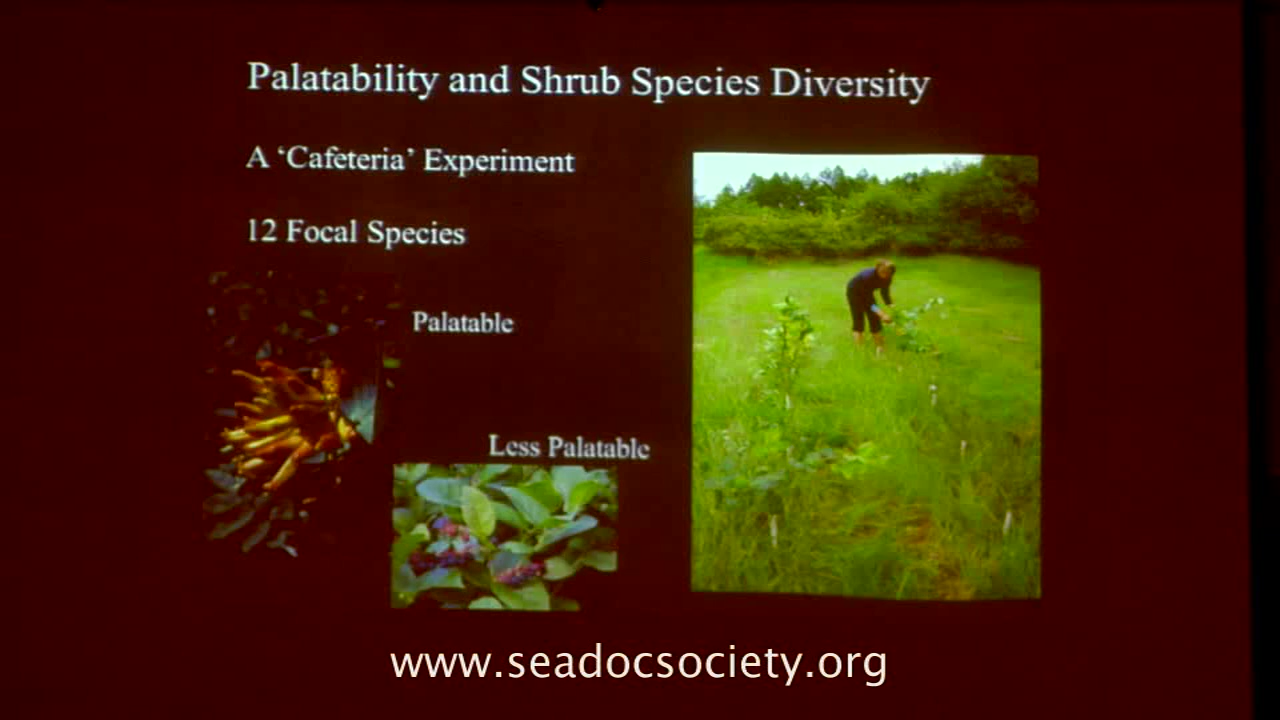 Palatability and Shrub Species Diversity
A ‘Cafeteria’ Experiment
12 Focal Species
Palatable
Less Palatable
www.seadocsociety.org